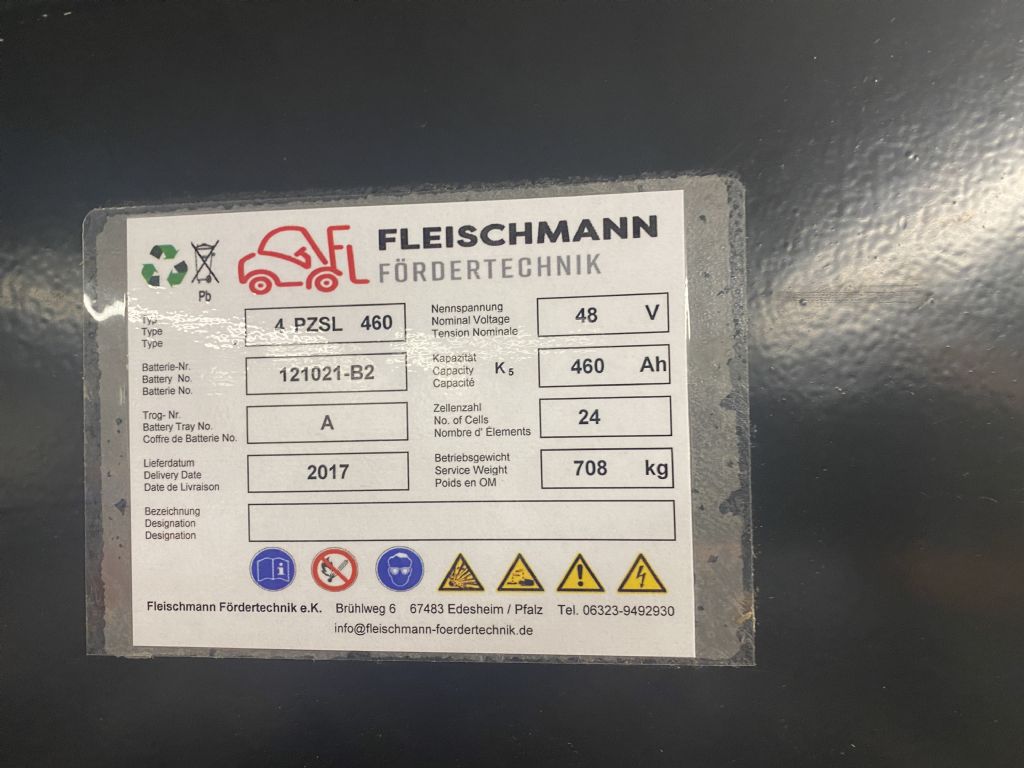 FLEISCHMANN
FÖRDERTECHNIK
FL
Pb
Typ
Type
Type
4 PZSL 460
Nennspannung
Nominal Voltage
Tension Nominale
48 V
Batterie-Nr.
Battery No.
Batterie No.
121021-B2
Kapazität
Capacity
Capacité
K 5
460 Ah
Trog- Nr.
Battery Tray No.
Coffre de Batterie No.
A
Zellenzahl
No. of Cells
Nombre d' Élements
24
Lieferdatum
Delivery Date
Date de Livraison
2017
Betriebsgewicht
Service Weight
Poids en OM
708 kg
Bezeichnung
Designation
Designation
Fleischmann Fördertechnik e.K. Brühlweg 6 67483 Edesheim / Pfalz Tel. 06323-9492930
info@fleischmann-foerdertechnik.de